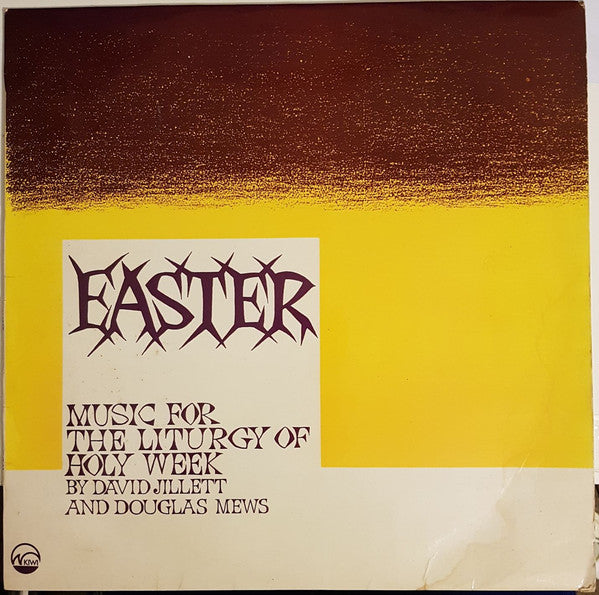 EASTER
MUSIC FOR
THE LITURGY OF
HOLY WEEK
BY DAVID JILLETT
AND DOUGLAS MEWS
KIWI